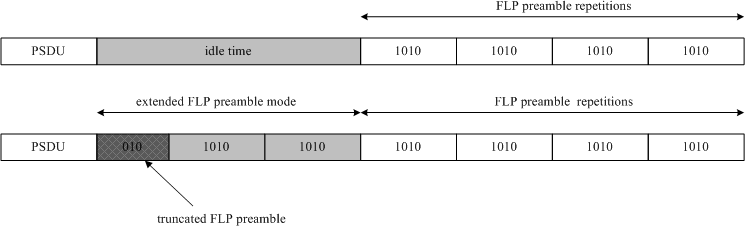 FLP preamble repetitions
PSDU idle time 1010 1010 1010 1010
extended FLP preamble mode FLP preamble repetitions
PSDU 010 1010 1010 1010 1010 1010 1010
truncated FLP preamble